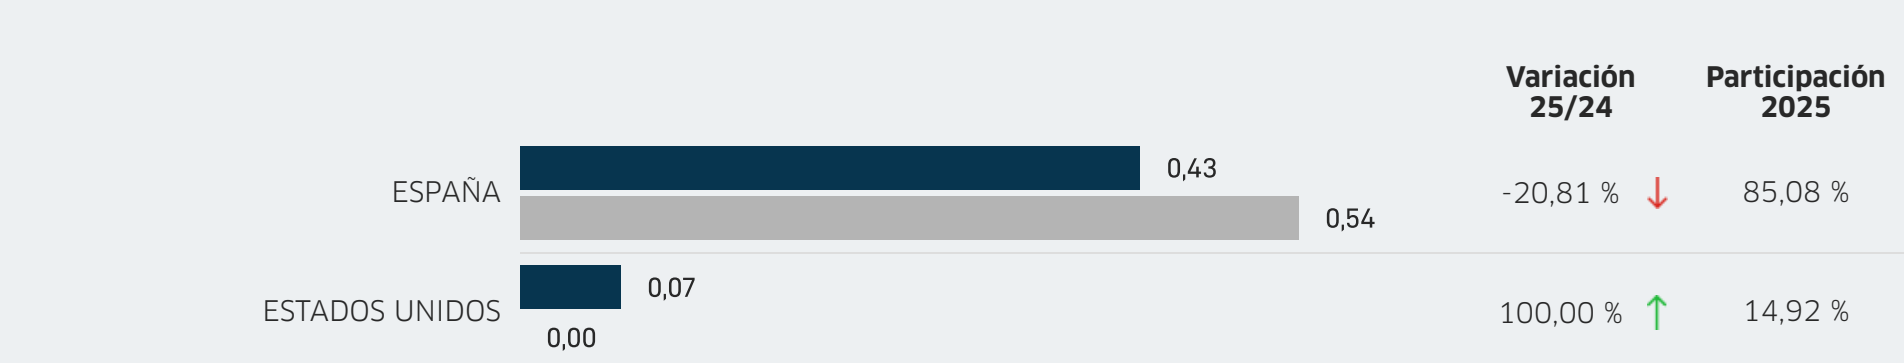 Variación
25/24
Participación
2025
ESPAÑA
0,43
0,54
-20,81 %
85,08 %
ESTADOS UNIDOS
0,07
0,00
100,00 %
14,92 %